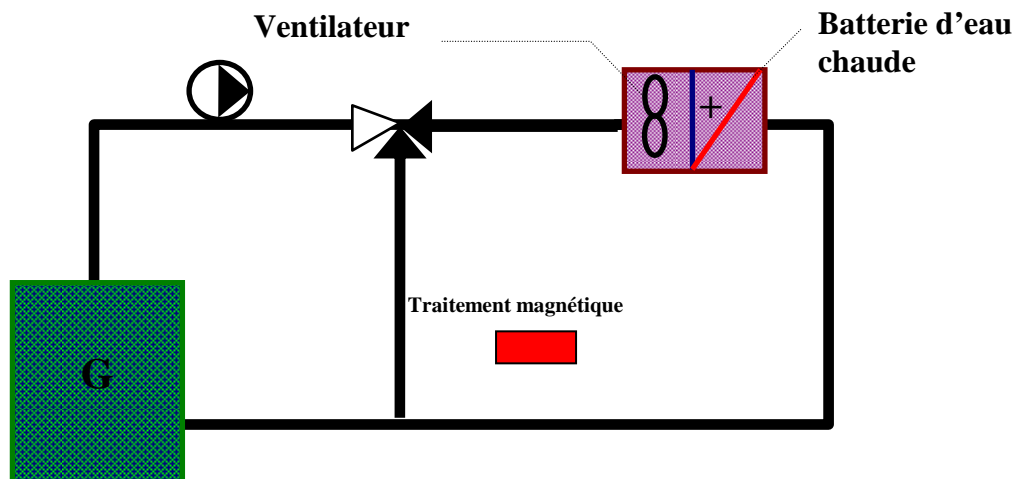 Ventilateur
Batterie d’eau
chaude
+
Traitement magnétique
G